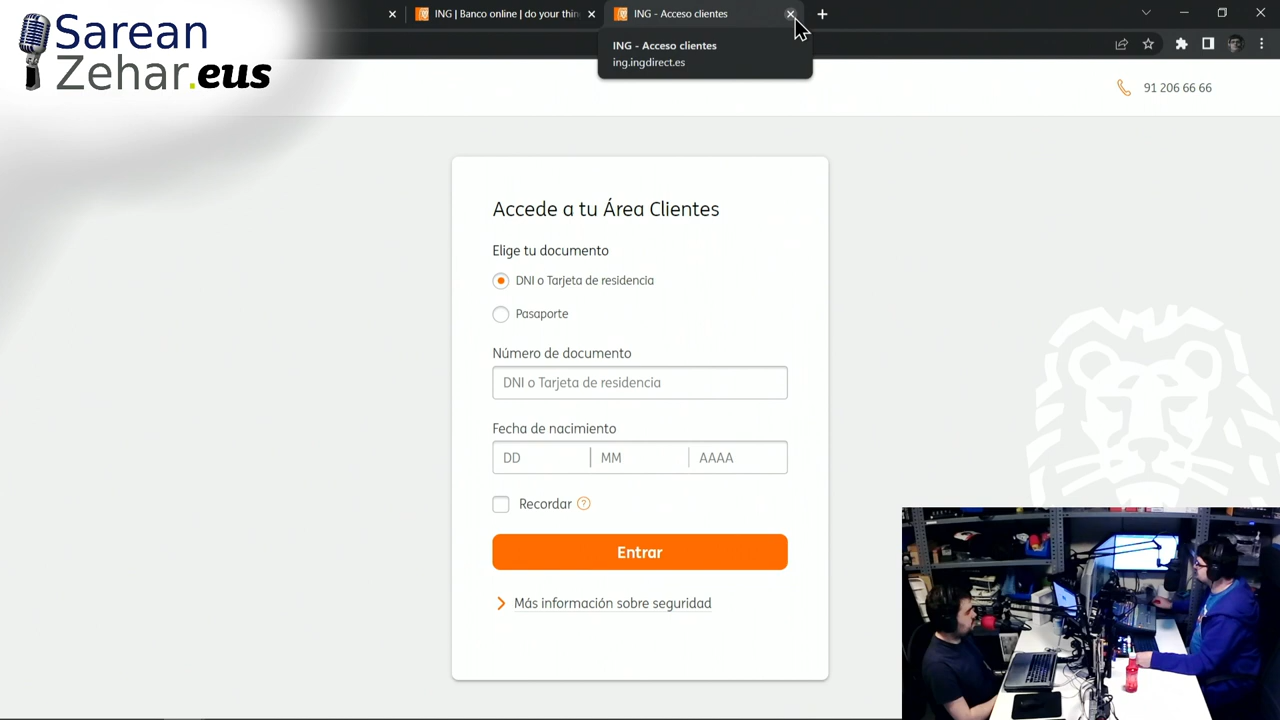 Sarean
Zehar.eus
ING | Banco online | do your thin
ING - Acceso clientes
ING - Acceso clientes
ing.ingdirect.es
91 206 66 66
Accede a tu Área Clientes
Elige tu documento
DNI o Tarjeta de residencia
Pasaporte
Número de documento
DNI o Tarjeta de residencia
Fecha de nacimiento
DD
MM
AAAA
Recordar ?
Entrar
Más información sobre seguridad